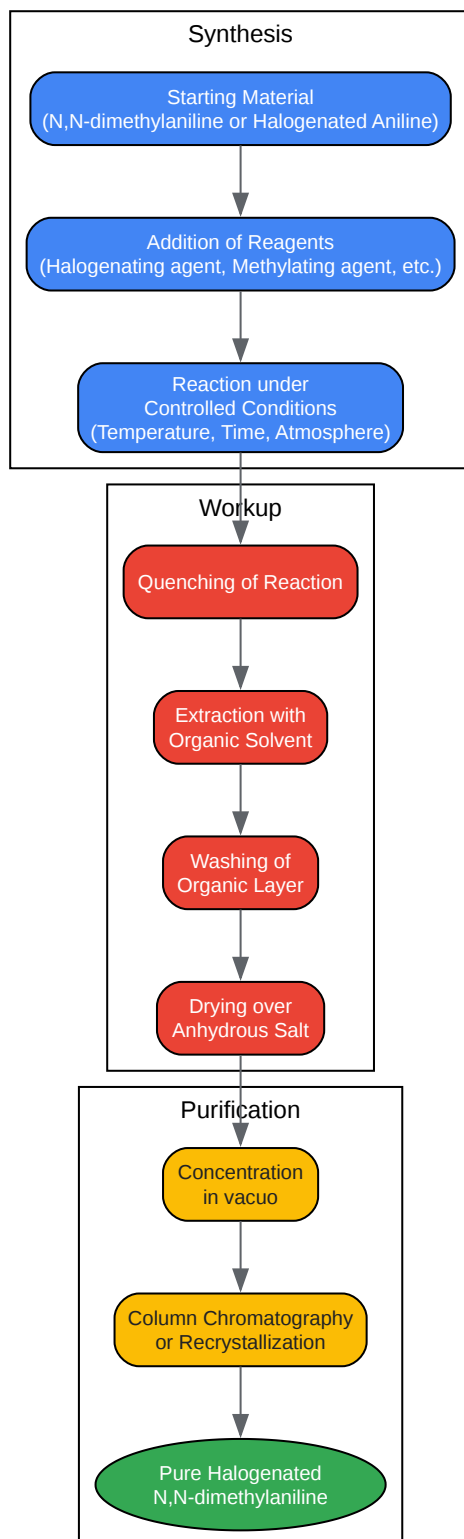 Synthesis
Starting Material
(N,N-dimethylaniline or Halogenated Aniline)
Addition of Reagents
(Halogenating agent, Methylating agent, etc.)
Reaction under
Controlled Conditions
(Temperature, Time, Atmosphere)
Workup
Quenching of Reaction
Extraction with
Organic Solvent
Washing of
Organic Layer
Drying over
Anhydrous Salt
Purification
Concentration
in vacuo
Column Chromatography
or Recrystallization
Pure Halogenated
N,N-dimethylaniline